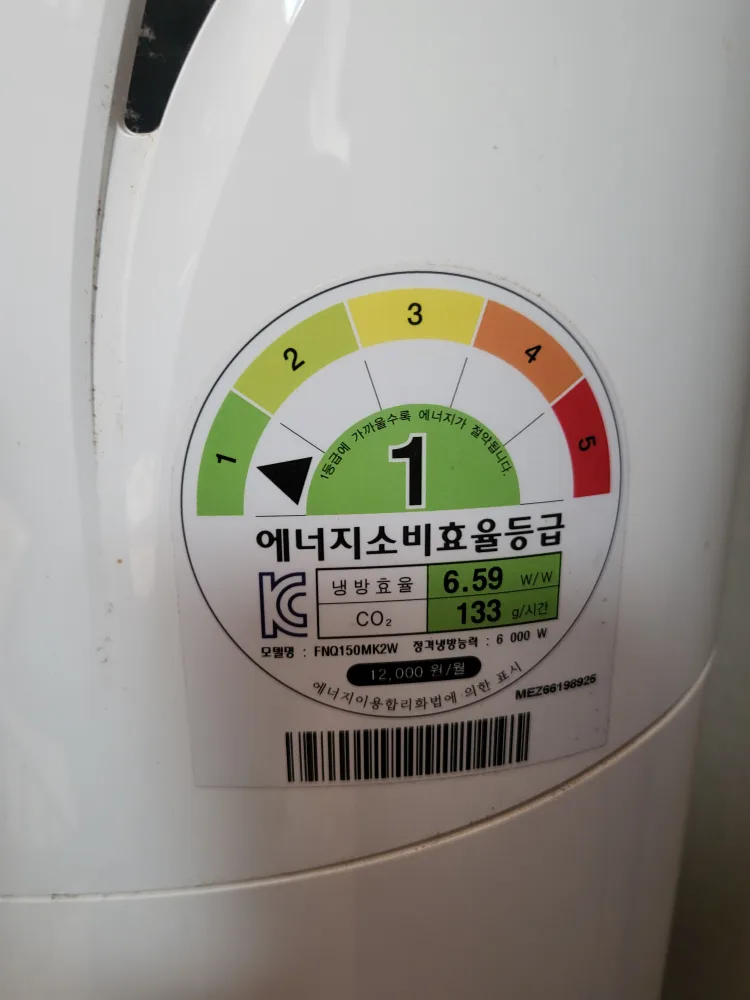 1
2
3
4
5
1등급에 가까울수록 에너지가 절약됩니다.
1
에너지소비효율등급
냉방효율 6.59 W/W
CO₂ 133 g/시간
모델명 : FNQ150MK2W 정격냉방능력 : 6 000 W
12,000 원/월
에너지이용합리화법에 의한 표시
MEZ66198925